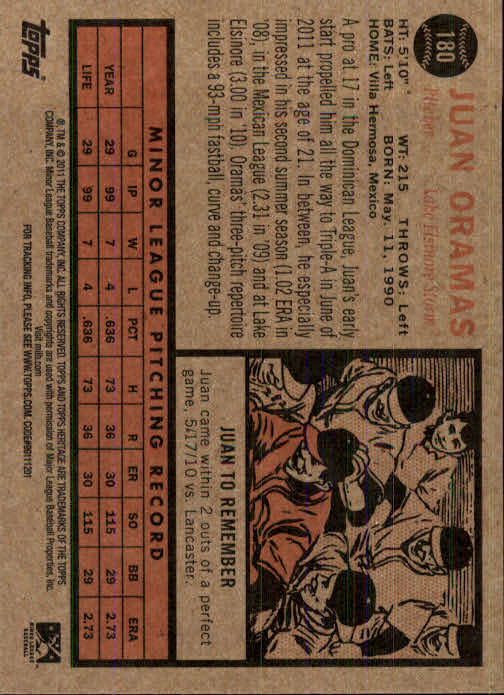 180
JUAN ORAMAS
Pitcher Lake Elsinore Storm
HT: 5'10" WT: 215 THROWS: Left
BATS: Left BORN: May. 11, 1990
HOME: Villa Hermosa, Mexico
A pro at 17 in the Dominican League, Juan's early
start propelled him all the way to Triple-A in June of
2011 at the age of 21. In between, he especially
impressed in his second summer season (1.02 ERA in
'08), in the Mexican League (2.31 in '09) and at Lake
Elsinore (3.00 in '10). Oramas' three-pitch repertoire
includes a 93-mph fastball, curve and change-up.
JUAN TO REMEMBER
Juan came within 2 outs of a perfect
game, 5/17/10 vs. Lancaster.
MINOR LEAGUE PITCHING RECORD
YEAR G IP W L PCT H R ER SO BB ERA
YEAR 29 99 7 4 .636 73 36 30 115 29 2.73
LIFE 29 99 7 4 .636 73 36 30 115 29 2.73
TOPPS
®, TM & © 2011 THE TOPPS COMPANY, INC. ALL RIGHTS RESERVED. TOPPS AND TOPPS HERITAGE ARE TRADEMARKS OF THE TOPPS
COMPANY, INC. Minor League Baseball trademarks and copyrights are used with permission of Major League Baseball Properties, Inc.
Visit milb.com
FOR TRACKING INFO, PLEASE SEE WWW.TOPPS.COM. CODE#B6111201
MINOR LEAGUE
BASEBALL